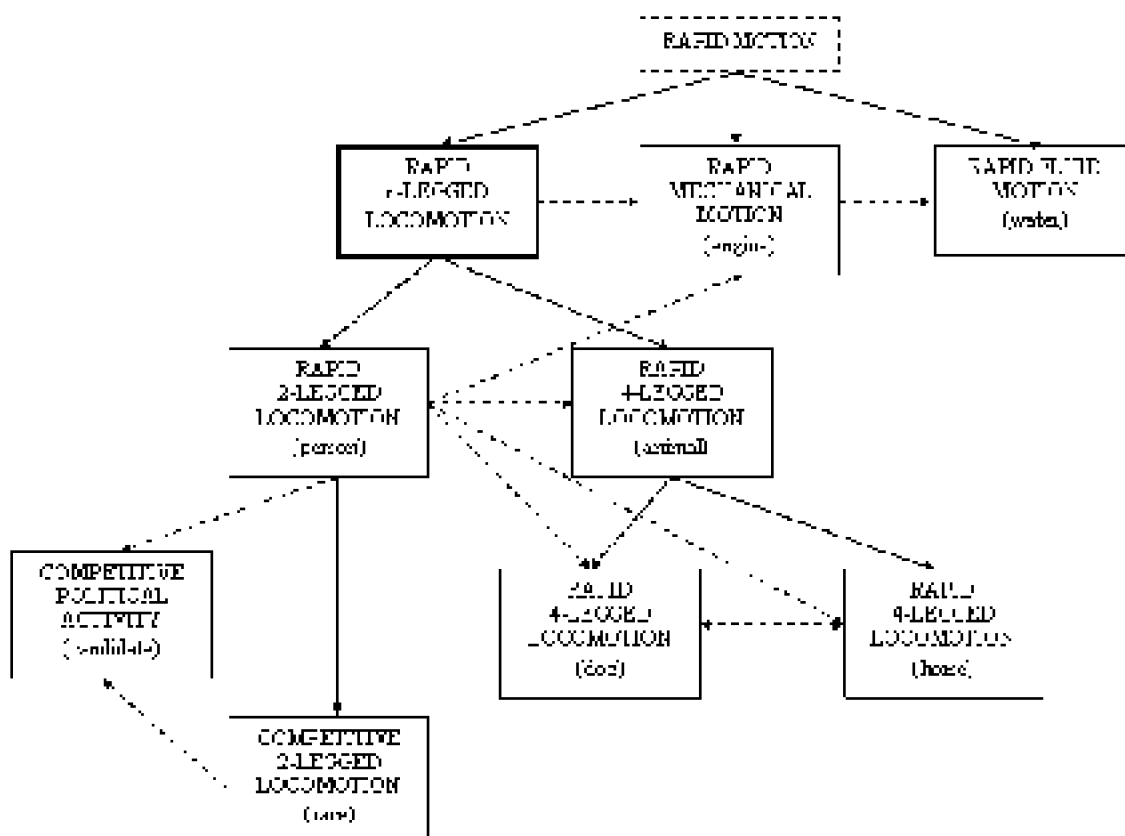 RAPID MOTION
RAPID
n-LEGGED
LOCOMOTION
RAPID
MECHANICAL
MOTION
(engine)
RAPID FLUID
MOTION
(water)
RAPID
2-LEGGED
LOCOMOTION
(person)
RAPID
4-LEGGED
LOCOMOTION
(animal)
COMPETITIVE
POLITICAL
ACTIVITY
(candidate)
RAPID
4-LEGGED
LOCOMOTION
(dog)
RAPID
4-LEGGED
LOCOMOTION
(horse)
COMPETITIVE
2-LEGGED
LOCOMOTION
(race)